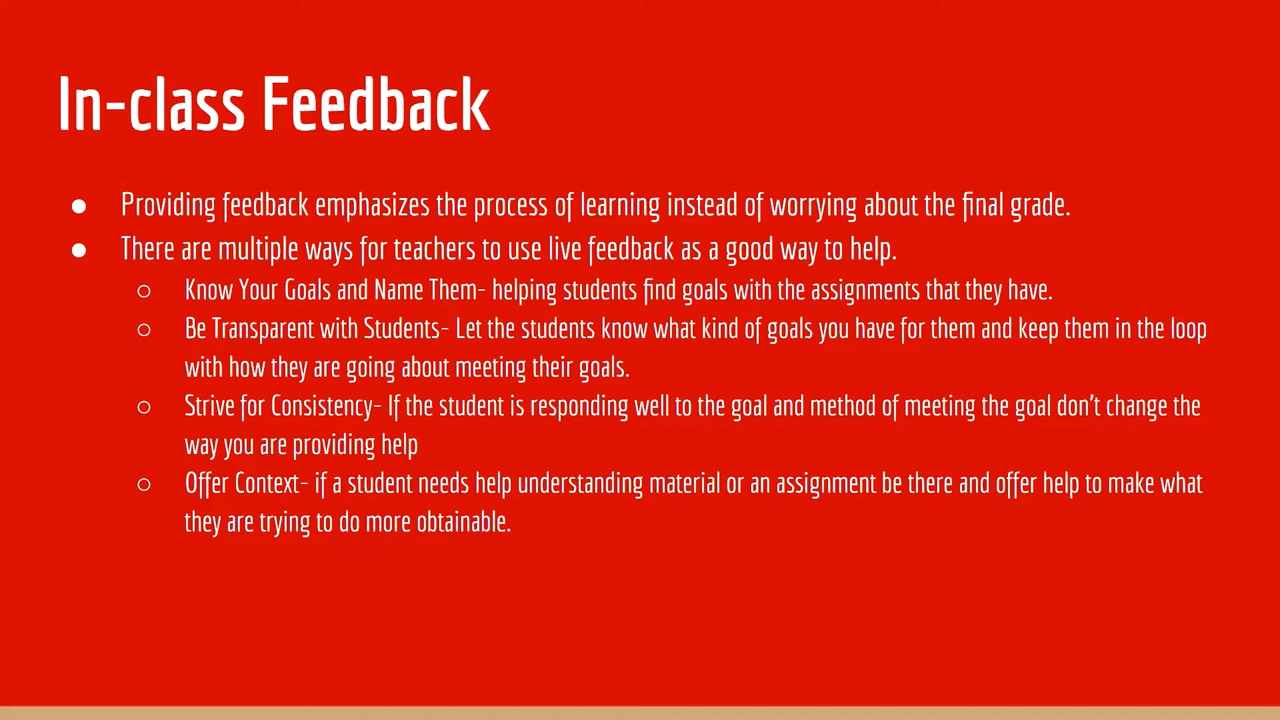 In-class Feedback
● Providing feedback emphasizes the process of learning instead of worrying about the final grade.
● There are multiple ways for teachers to use live feedback as a good way to help.
○ Know Your Goals and Name Them- helping students find goals with the assignments that they have.
○ Be Transparent with Students- Let the students know what kind of goals you have for them and keep them in the loop
with how they are going about meeting their goals.
○ Strive for Consistency- If the student is responding well to the goal and method of meeting the goal don't change the
way you are providing help
○ Offer Context- if a student needs help understanding material or an assignment be there and offer help to make what
they are trying to do more obtainable.